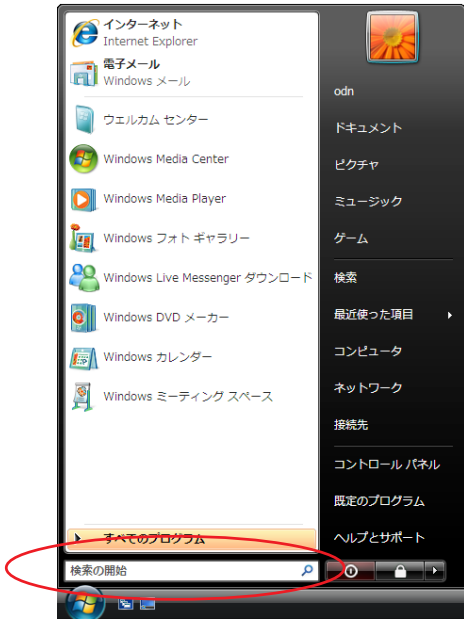 インターネット
Internet Explorer
電子メール
Windows メール
ウェルカム センター
Windows Media Center
Windows Media Player
Windows フォト ギャラリー
Windows Live Messenger ダウンロード
Windows DVD メーカー
Windows カレンダー
Windows ミーティング スペース
すべてのプログラム
検索の開始
odn
ドキュメント
ピクチャ
ミュージック
ゲーム
検索
最近使った項目
コンピュータ
ネットワーク
接続先
コントロール パネル
既定のプログラム
ヘルプとサポート